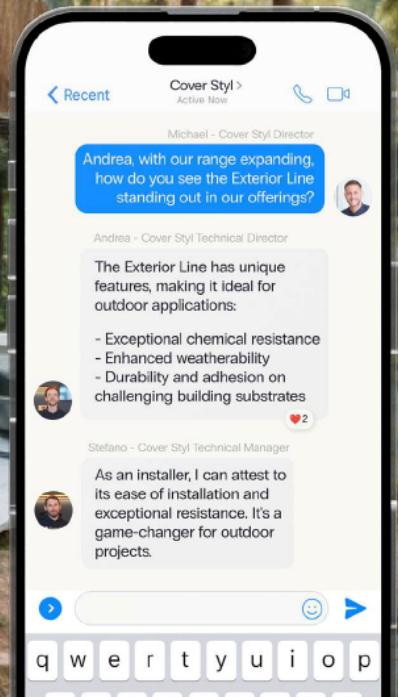 Cover Styl >
Recent
Active Now
Michael - Cover Styl Director
Andrea, with our range expanding,
how do you see the Exterior Line
standing out in our offerings?
Andrea - Cover Styl Technical Director
The Exterior Line has unique
features, making it ideal for
outdoor applications:
- Exceptional chemical resistance
- Enhanced weatherability
- Durability and adhesion on
challenging building substrates
2
Stefano - Cover Styl Technical Manager
As an installer, I can attest to
its ease of installation and
exceptional resistance. It's a
game-changer for outdoor
projects.
q w e r t y u i o p